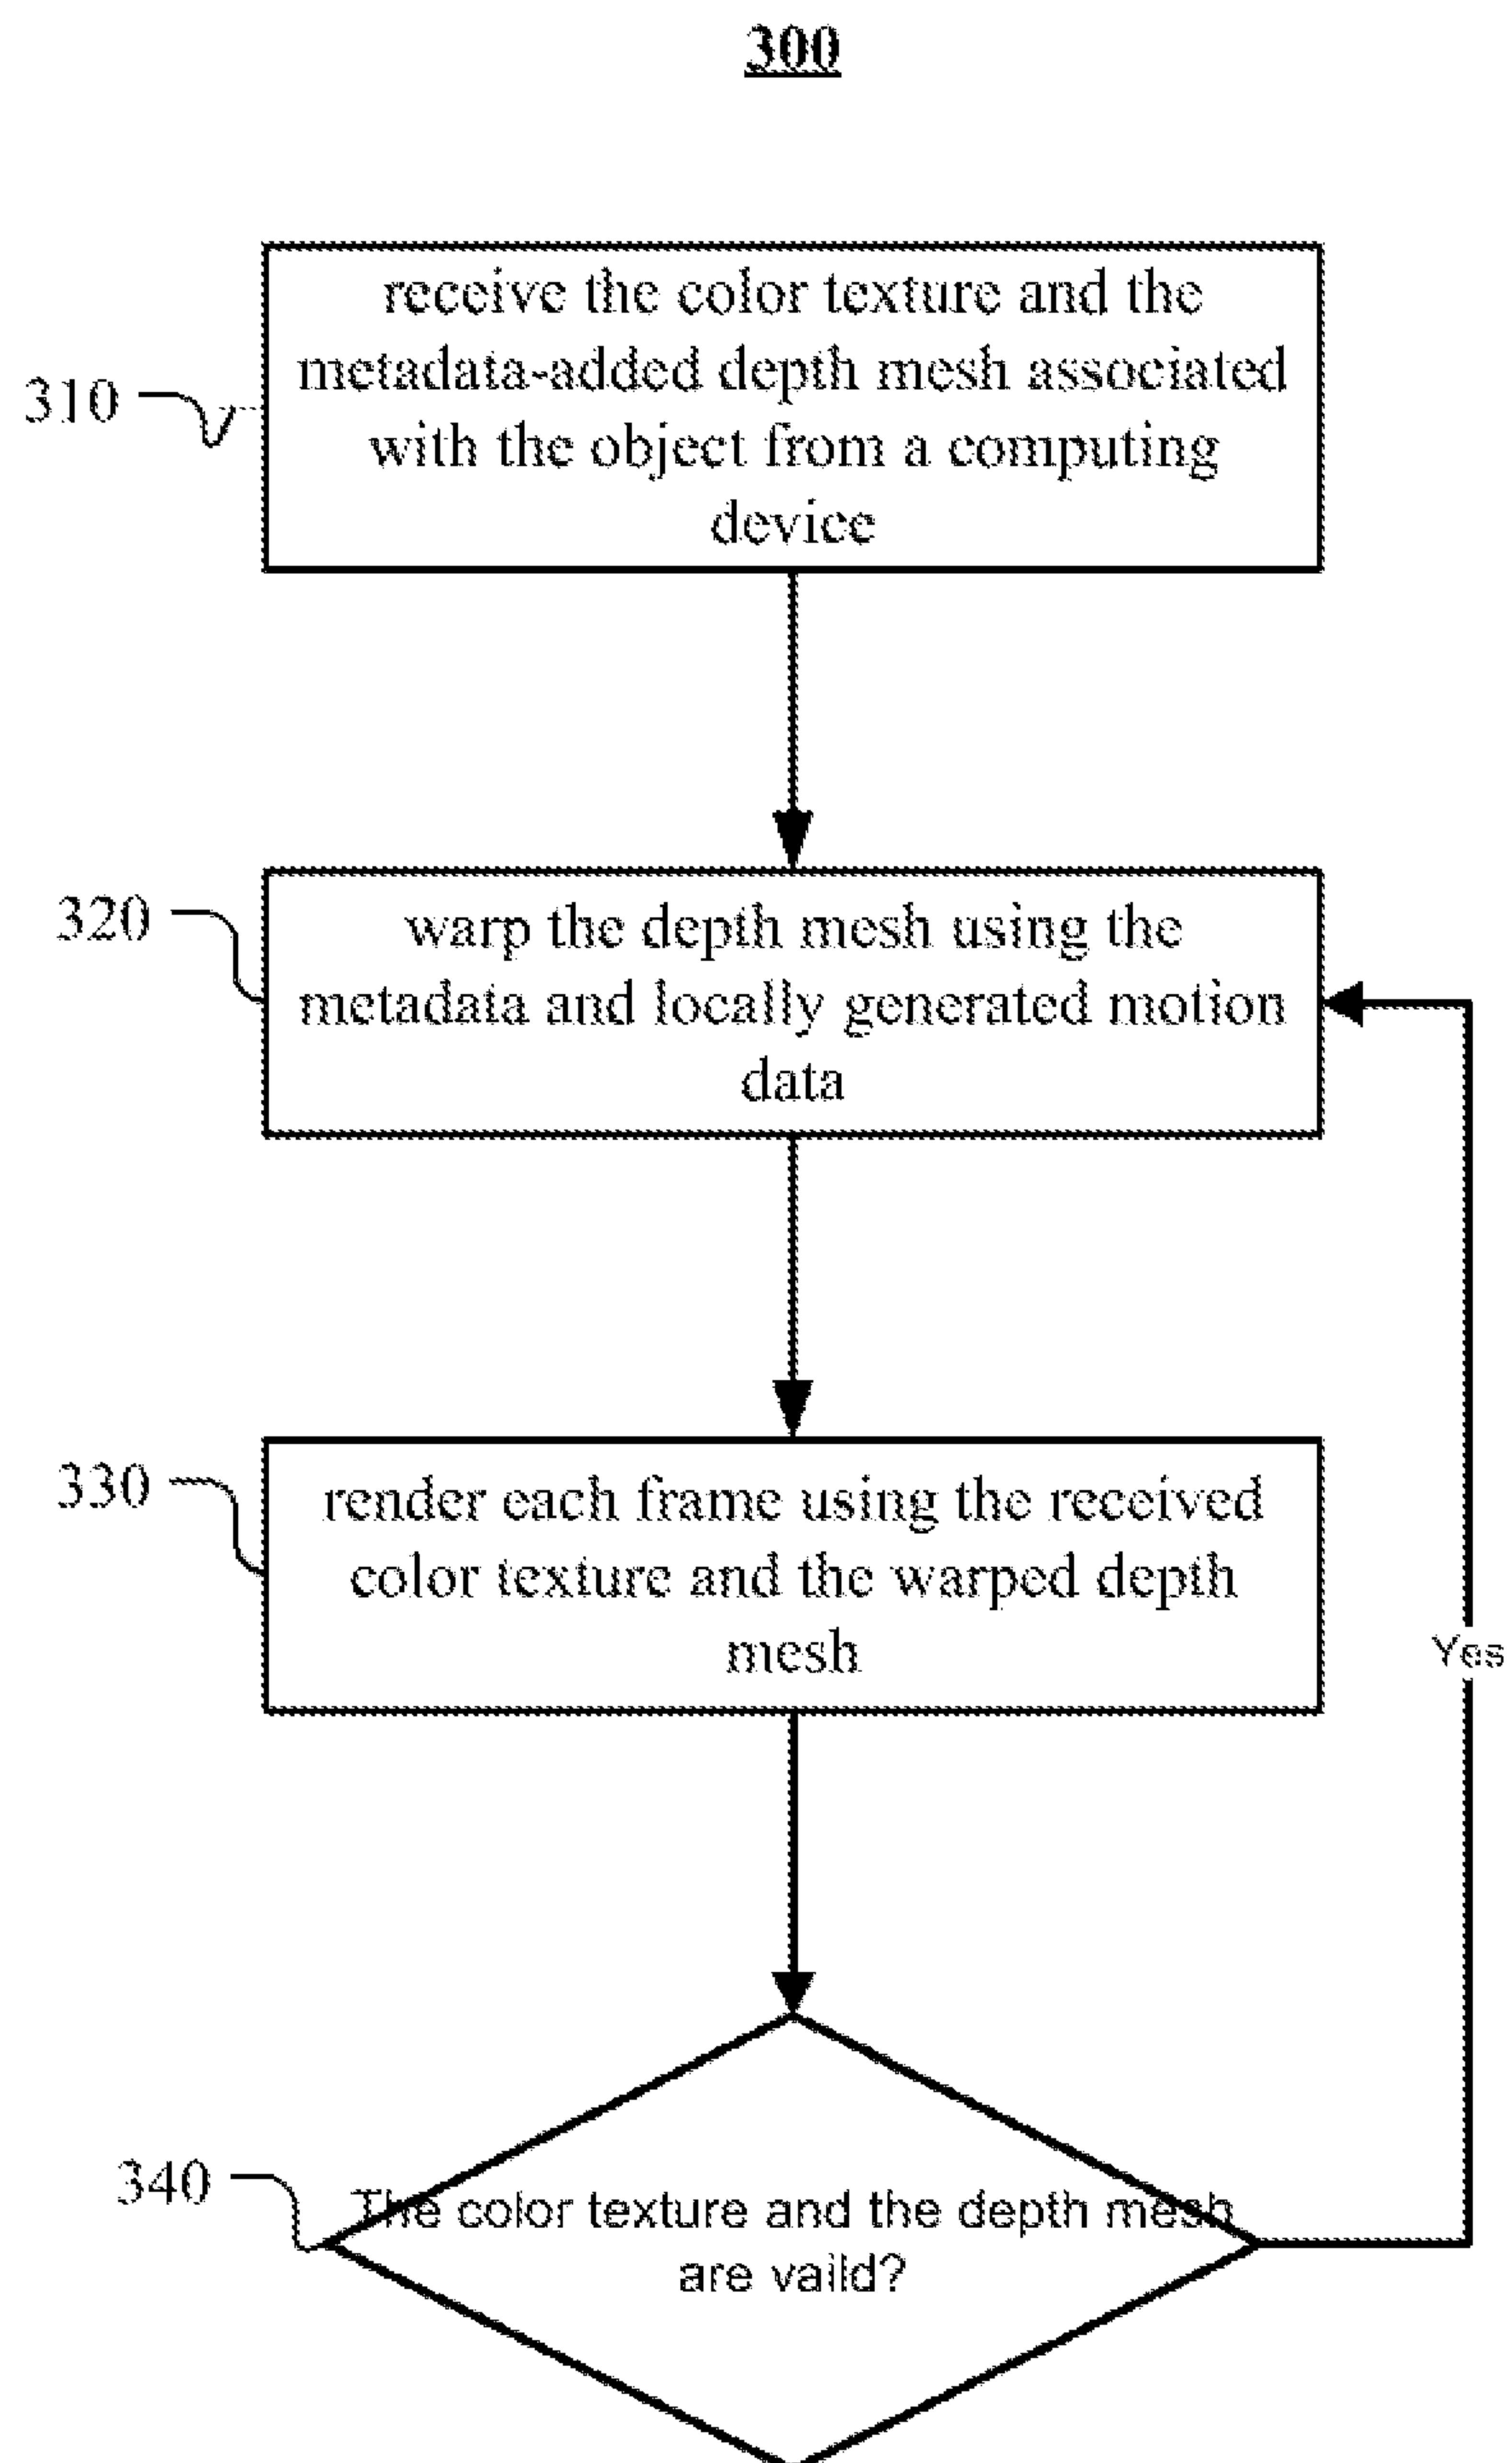 300
310
receive the color texture and the
metadata-added depth mesh associated
with the object from a computing
device
320
warp the depth mesh using the
metadata and locally generated motion
data
330
render each frame using the received
color texture and the warped depth
mesh
Yes
340
The color texture and the depth mesh
are vaild?